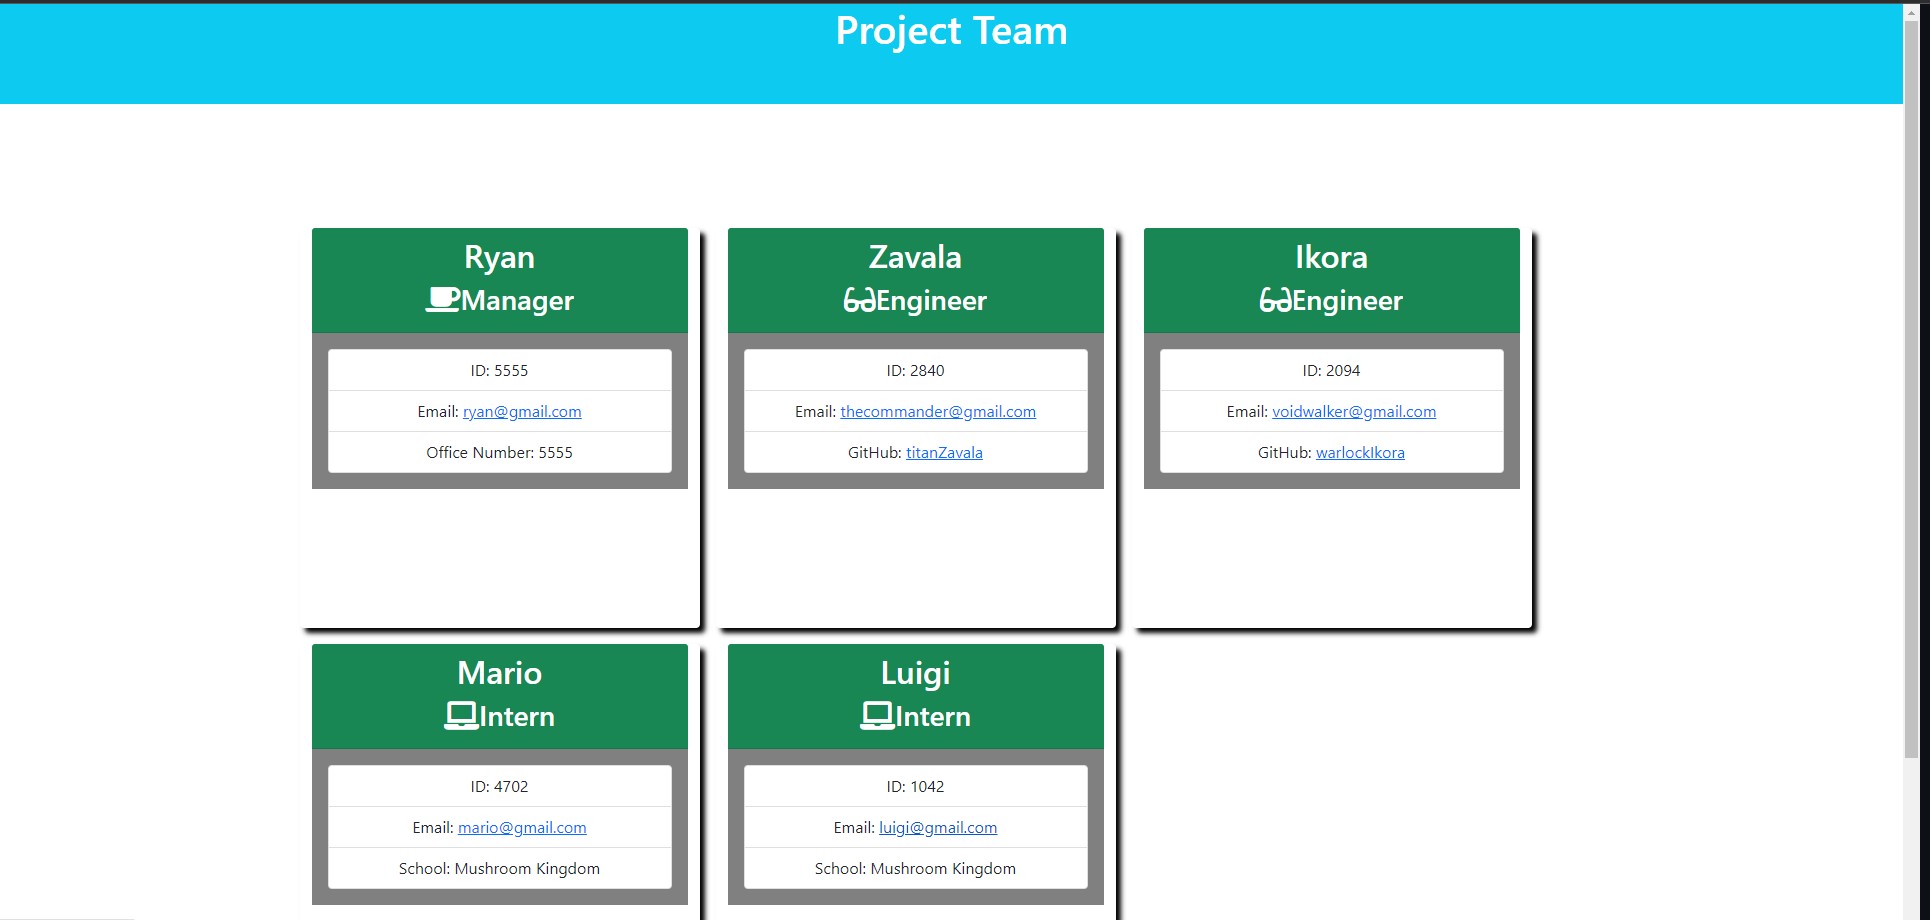 Project Team
Ryan
Manager
ID: 5555
Email: ryan@gmail.com
Office Number: 5555
Zavala
Engineer
ID: 2840
Email: thecommander@gmail.com
GitHub: titanZavala
Ikora
Engineer
ID: 2094
Email: voidwalker@gmail.com
GitHub: warlockIkora
Mario
Intern
ID: 4702
Email: mario@gmail.com
School: Mushroom Kingdom
Luigi
Intern
ID: 1042
Email: luigi@gmail.com
School: Mushroom Kingdom